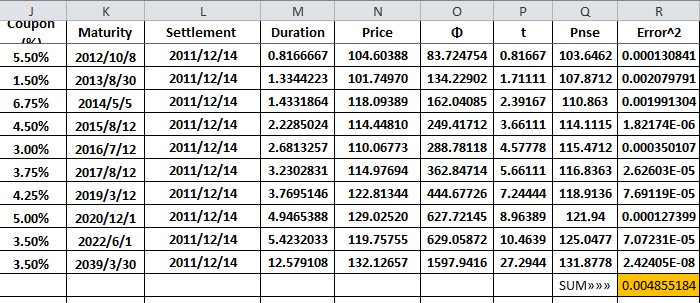 J K L M N O P Q R
Coupon (%) Maturity Settlement Duration Price Φ t Pnse Error^2
5.50% 2012/10/8 2011/12/14 0.8166667 104.60388 83.724754 0.81667 103.6462 0.000130841
1.50% 2013/8/30 2011/12/14 1.3344223 101.74970 134.22902 1.71111 107.8712 0.002079791
6.75% 2014/5/5 2011/12/14 1.4331864 118.09389 162.04085 2.39167 110.863 0.001991304
4.50% 2015/8/12 2011/12/14 2.2285024 114.44810 249.41712 3.66111 114.1115 1.82174E-06
3.00% 2016/7/12 2011/12/14 2.6813257 110.06773 288.78118 4.57778 115.4712 0.000350107
3.75% 2017/8/12 2011/12/14 3.2302831 114.97694 362.84714 5.66111 116.8363 2.62603E-05
4.25% 2019/3/12 2011/12/14 3.7695146 122.81344 444.67726 7.24444 118.9136 7.69119E-05
5.00% 2020/12/1 2011/12/14 4.9465388 129.02520 627.72145 8.96389 121.94 0.000127399
3.50% 2022/6/1 2011/12/14 5.4232033 119.75755 629.05872 10.4639 125.0477 7.07231E-05
3.50% 2039/3/30 2011/12/14 12.579108 132.12657 1597.9416 27.2944 131.8778 2.42405E-08
SUM»»» 0.004855184